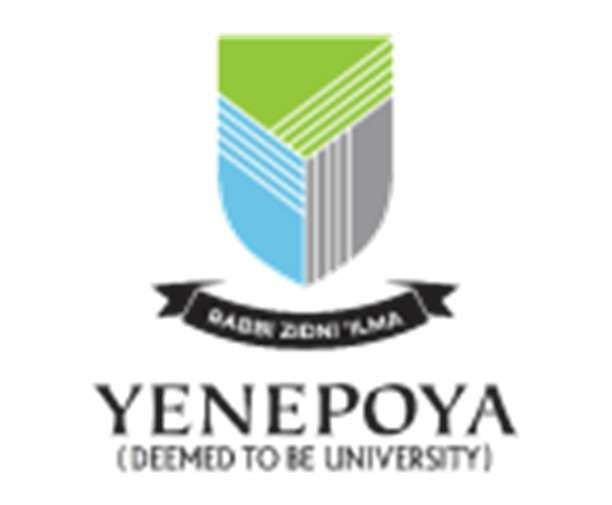 RABBI ZIDNI 'ILMA
YENEPOYA
(DEEMED TO BE UNIVERSITY)